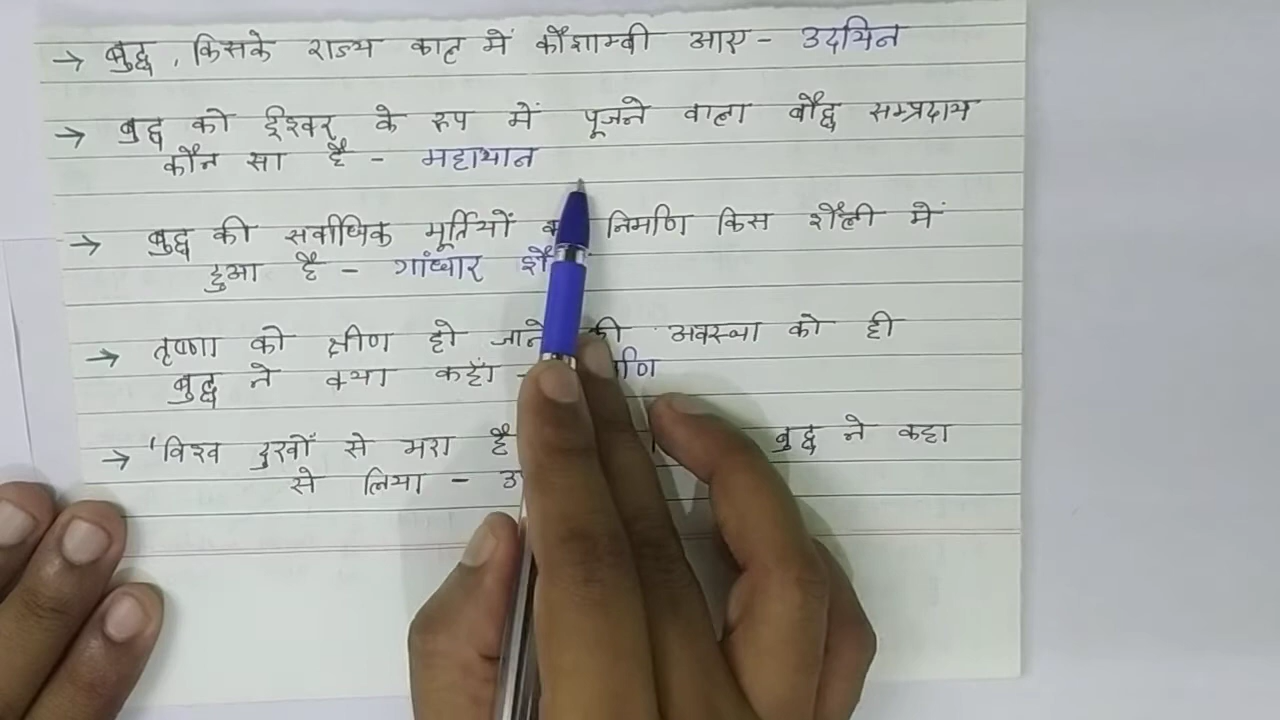 → बुद्ध, किसके राज्य काल में कौशाम्बी आए - उदयिन
→ बुद्ध को ईश्वर के रुप में पूजने वाला बौद्ध सम्प्रदाय
कौन सा है - महायान
→ बुद्ध की सर्वाधिक मूर्तियों निर्माण किस शैली में
हुआ है - गांधार
→ तृष्णा को क्षीण हो जाने की अवस्था को ही
बुद्ध ने क्या कहाँ -
→ 'विश्व दुखों से भरा है बुद्ध ने कहा
से लिया -